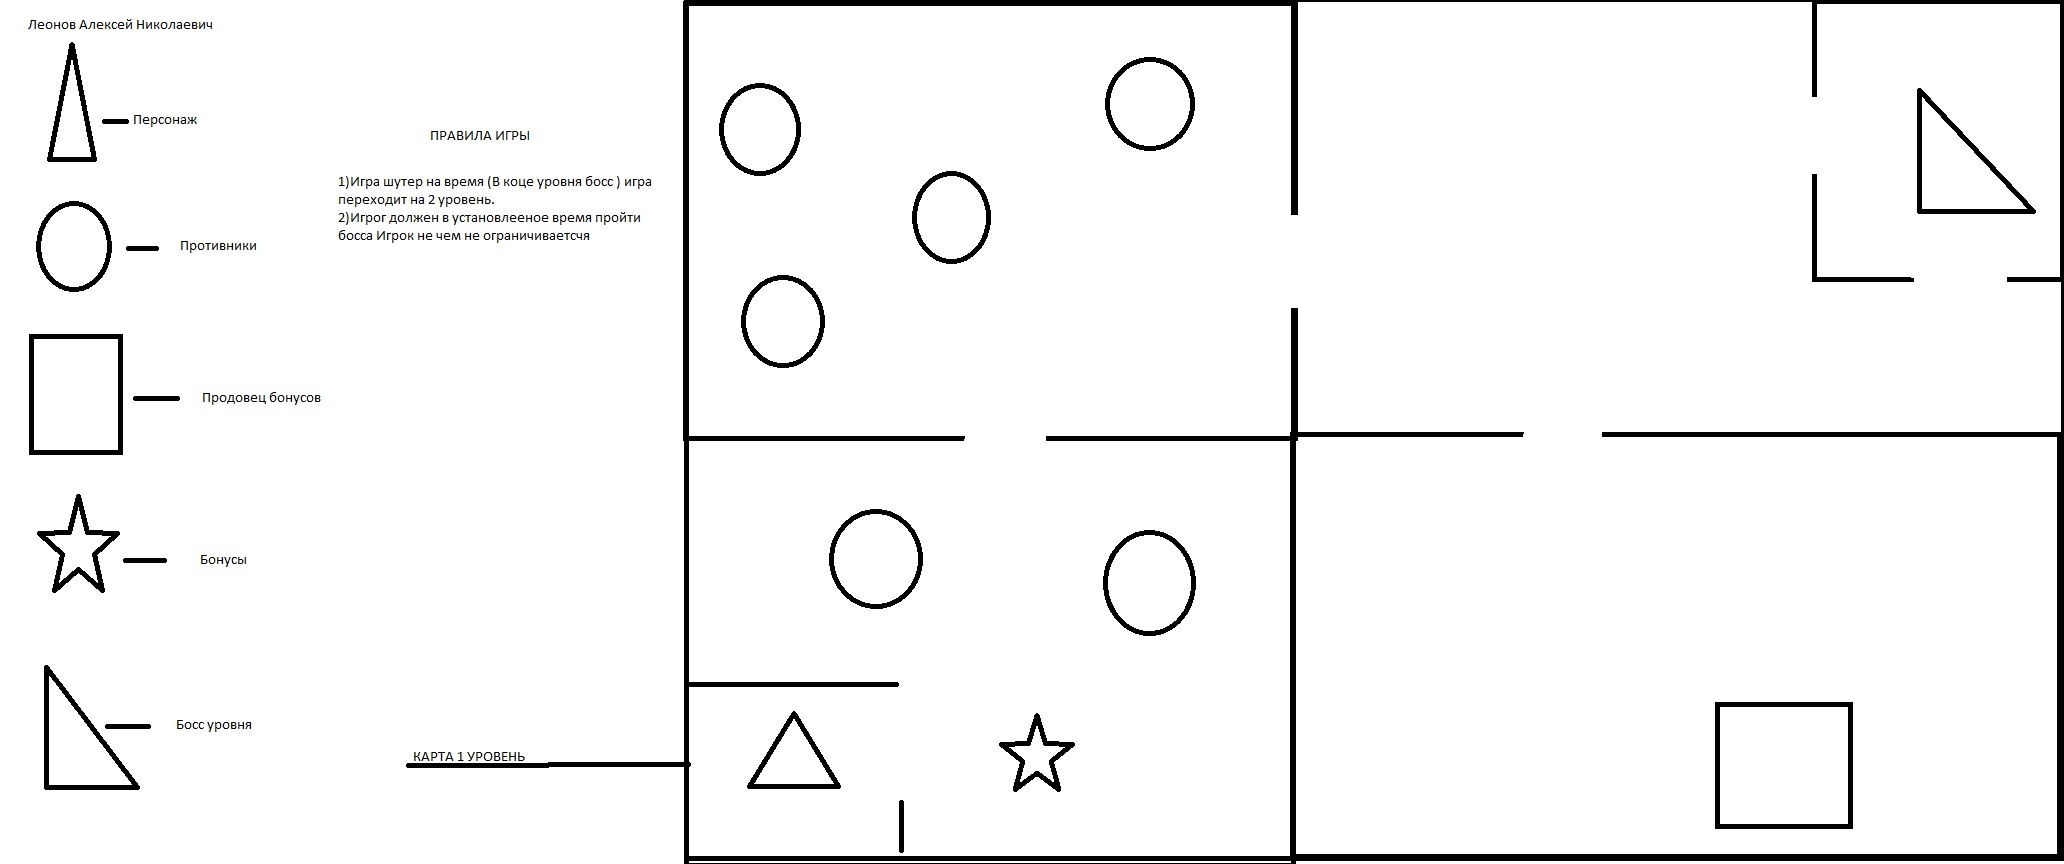 Леонов Алексей Николаевич
Персонаж
Противники
Продовец бонусов
Бонусы
Босс уровня
ПРАВИЛА ИГРЫ
1)Игра шутер на время (В коце уровня босс ) игра
переходит на 2 уровень.
2)Игрог должен в установлееное время пройти
босса Игрок не чем не ограничиваетсчя
КАРТА 1 УРОВЕНЬ